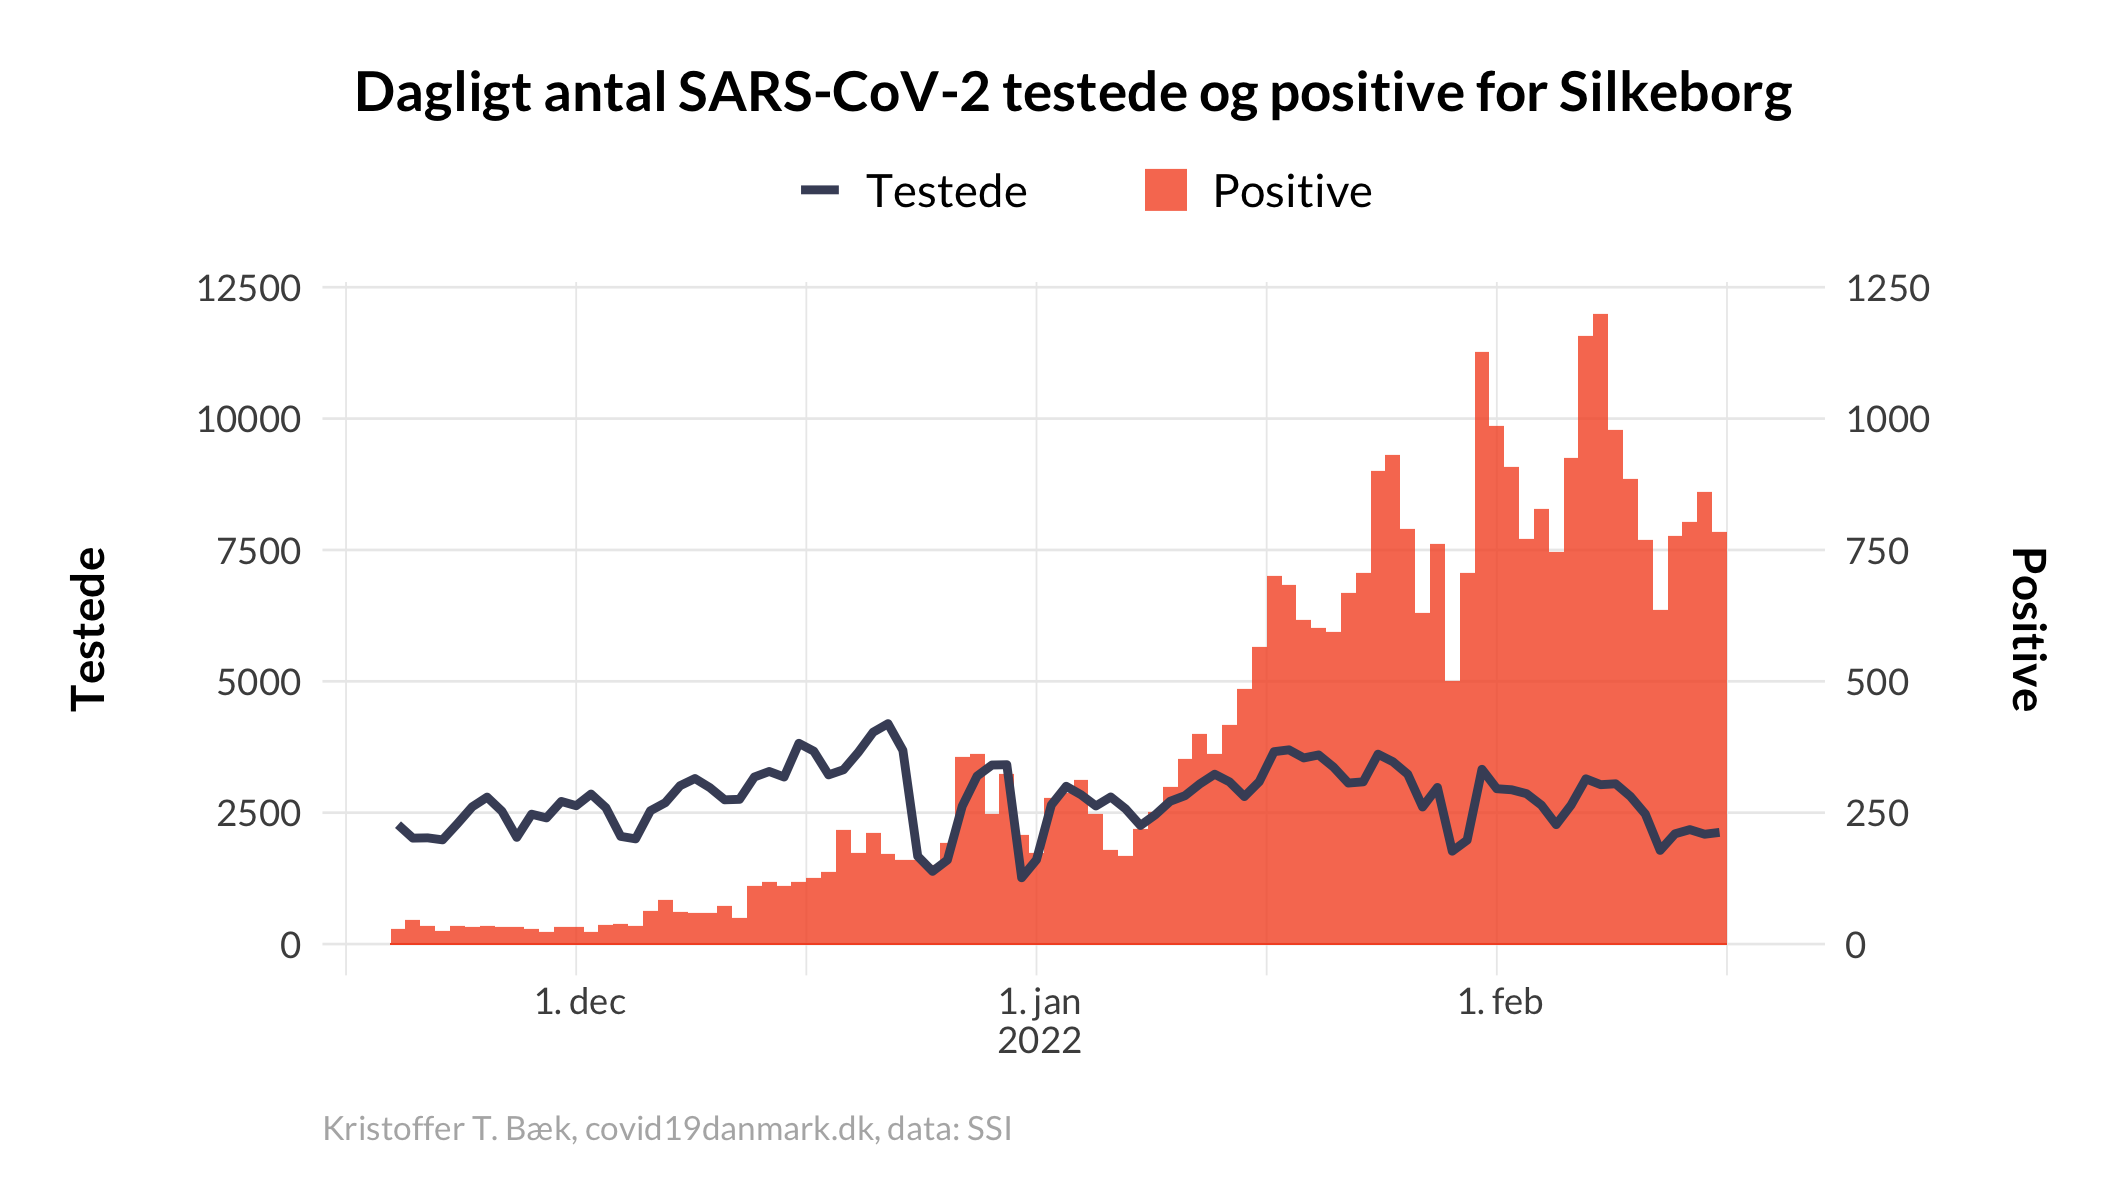 Dagligt antal SARS-CoV-2 testede og positive for Silkeborg
Testede
Positive
12500
10000
7500
5000
2500
0
1250
1000
750
500
250
0
Testede
Positive
1. dec
1. jan
2022
1. feb
Kristoffer T. Bæk, covid19danmark.dk, data: SSI